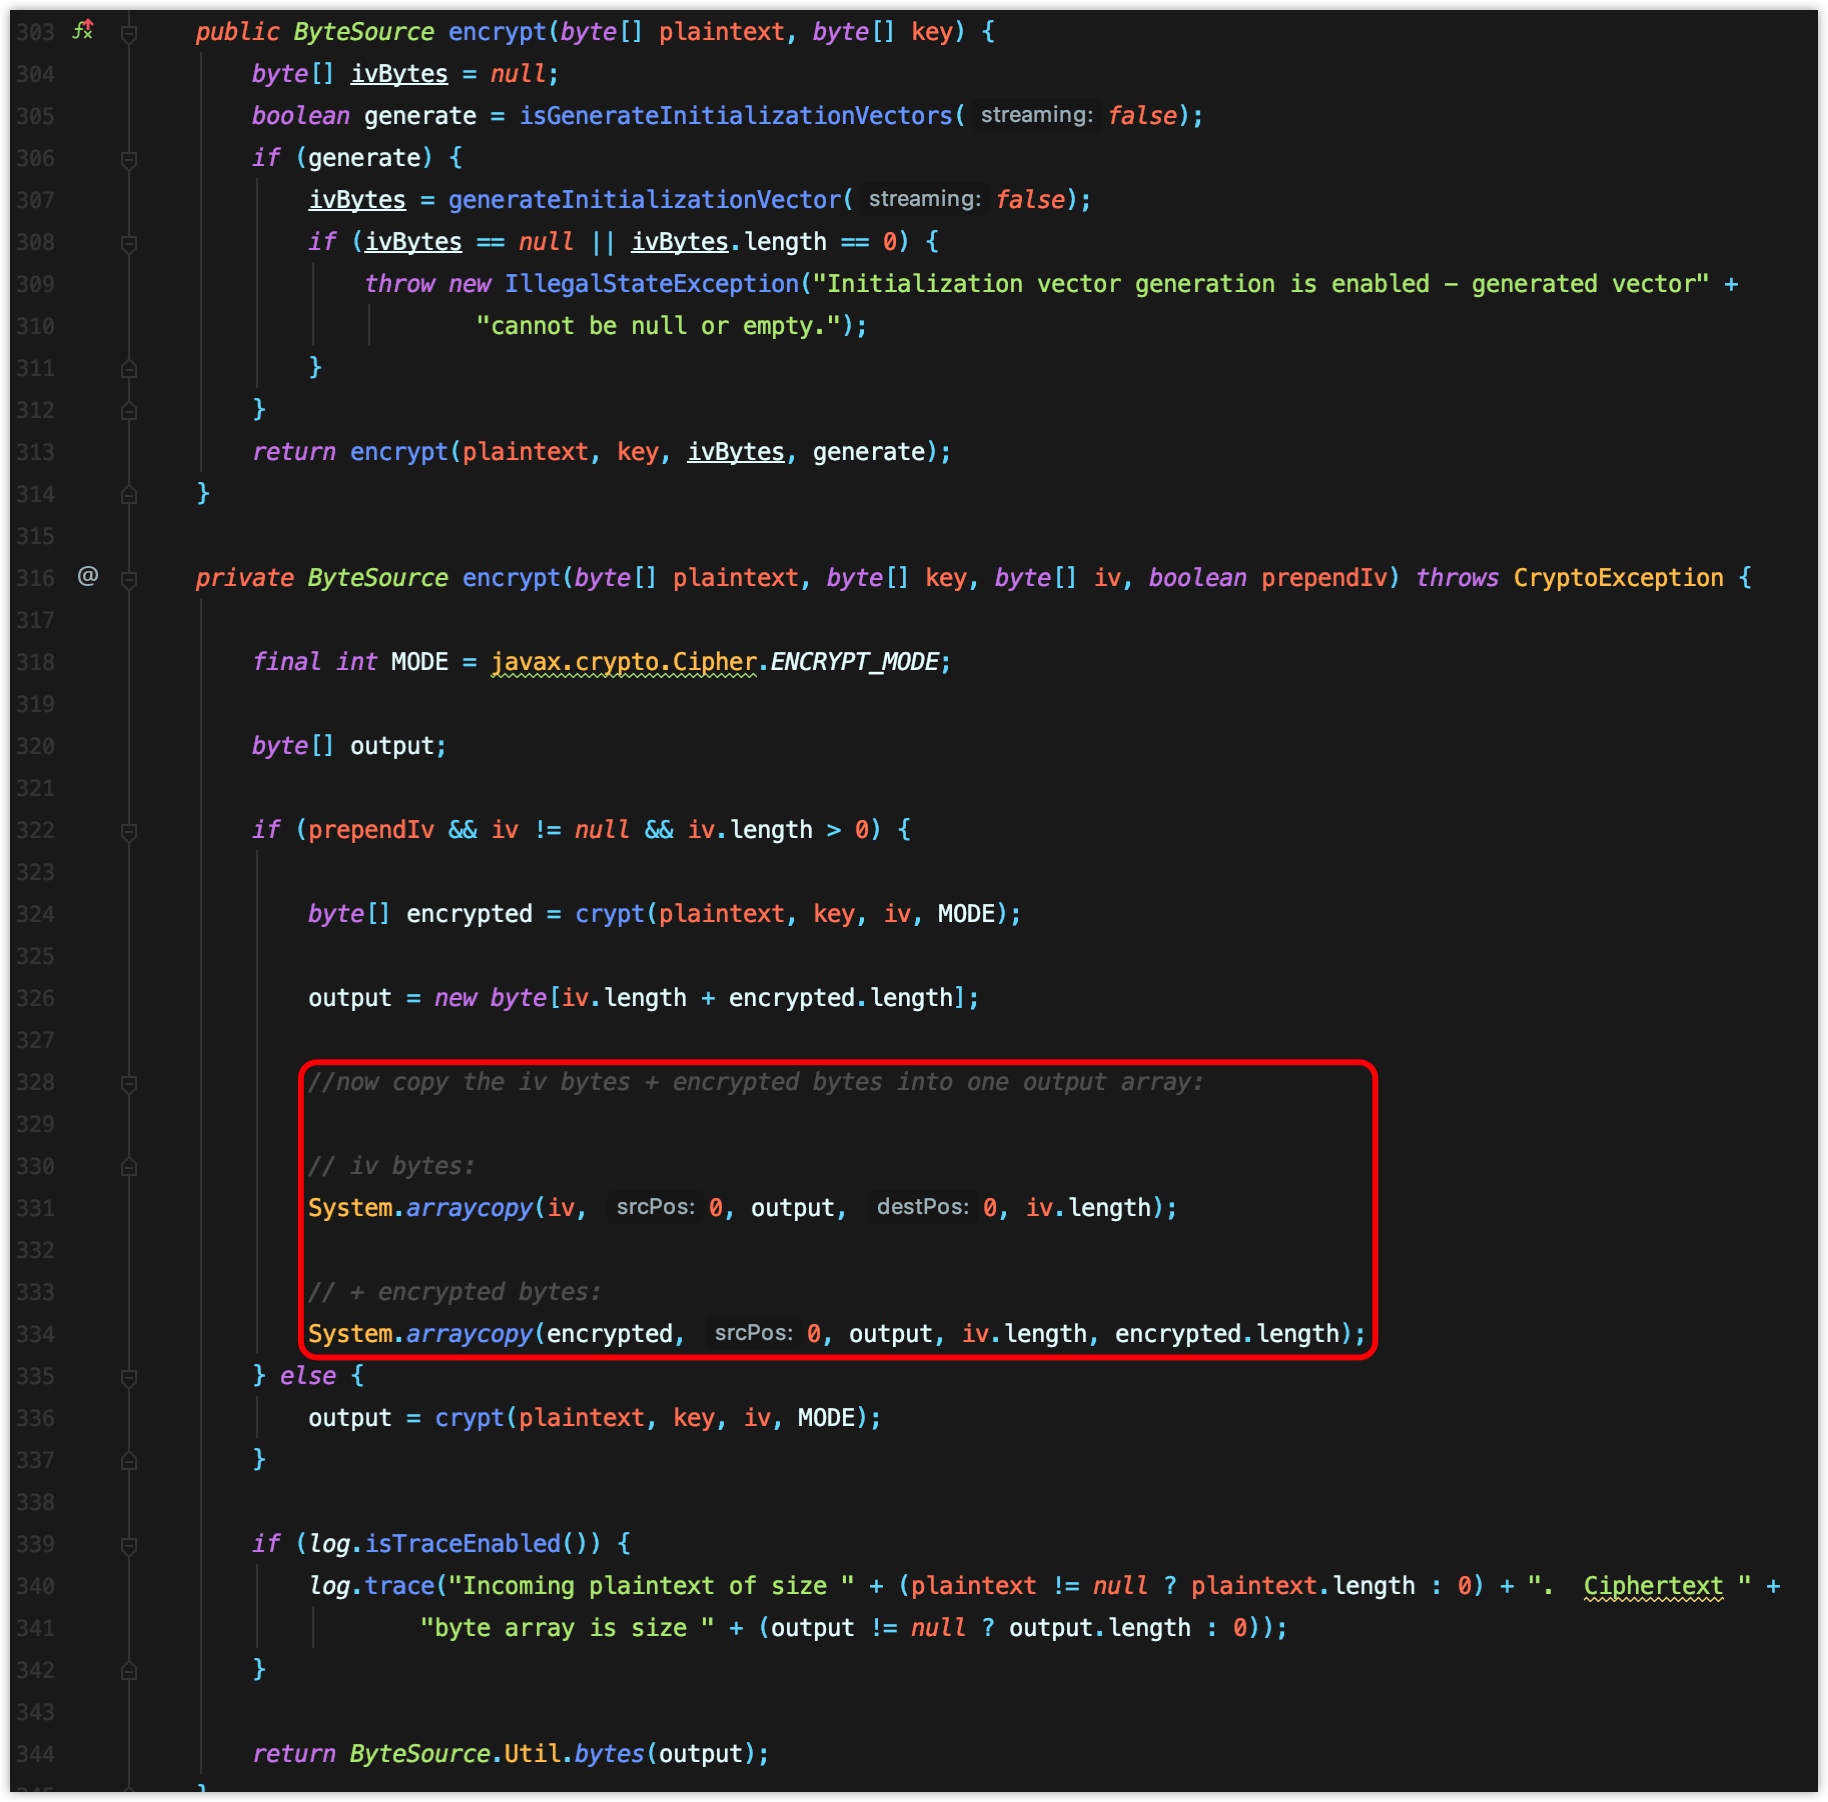 303 public ByteSource encrypt(byte[] plaintext, byte[] key) {
304 byte[] ivBytes = null;
305 boolean generate = isGenerateInitializationVectors( streaming: false);
306 if (generate) {
307 ivBytes = generateInitializationVector( streaming: false);
308 if (ivBytes == null || ivBytes.length == 0) {
309 throw new IllegalStateException("Initialization vector generation is enabled - generated vector" +
310 "cannot be null or empty.");
311 }
312 }
313 return encrypt(plaintext, key, ivBytes, generate);
314 }
315
316 @ private ByteSource encrypt(byte[] plaintext, byte[] key, byte[] iv, boolean prependIv) throws CryptoException {
317
318 final int MODE = javax.crypto.Cipher.ENCRYPT_MODE;
319
320 byte[] output;
321
322 if (prependIv && iv != null && iv.length > 0) {
323
324 byte[] encrypted = crypt(plaintext, key, iv, MODE);
325
326 output = new byte[iv.length + encrypted.length];
327
328 //now copy the iv bytes + encrypted bytes into one output array:
329
330 // iv bytes:
331 System.arraycopy(iv, srcPos: 0, output, destPos: 0, iv.length);
332
333 // + encrypted bytes:
334 System.arraycopy(encrypted, srcPos: 0, output, iv.length, encrypted.length);
335 } else {
336 output = crypt(plaintext, key, iv, MODE);
337 }
338
339 if (log.isTraceEnabled()) {
340 log.trace("Incoming plaintext of size " + (plaintext != null ? plaintext.length : 0) + ".  Ciphertext " +
341 "byte array is size " + (output != null ? output.length : 0));
342 }
343
344 return ByteSource.Util.bytes(output);